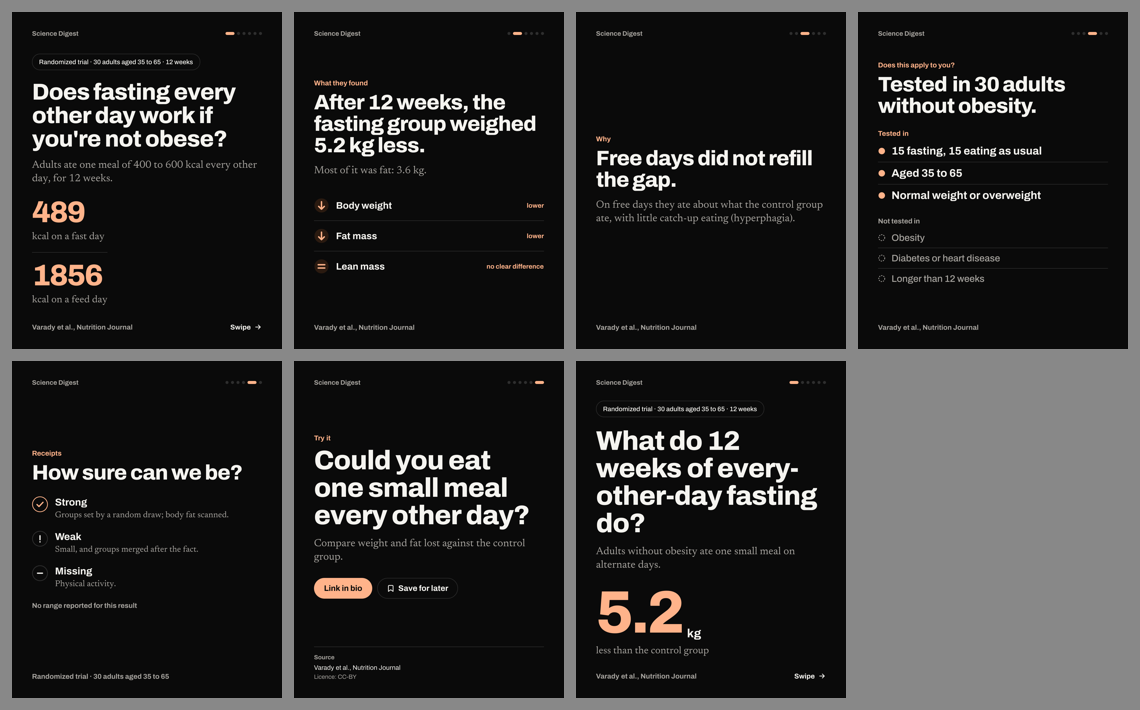 Science Digest
Randomized trial · 30 adults aged 35 to 65 · 12 weeks
Does fasting every
other day work if
you're not obese?
Adults ate one meal of 400 to 600 kcal every other
day, for 12 weeks.
489
kcal on a fast day
1856
kcal on a feed day
Varady et al., Nutrition Journal
Swipe →
Science Digest
What they found
After 12 weeks, the
fasting group weighed
5.2 kg less.
Most of it was fat: 3.6 kg.
Body weight
lower
Fat mass
lower
Lean mass
no clear difference
Varady et al., Nutrition Journal
Science Digest
Why
Free days did not refill
the gap.
On free days they ate about what the control group
ate, with little catch-up eating (hyperphagia).
Varady et al., Nutrition Journal
Science Digest
Does this apply to you?
Tested in 30 adults
without obesity.
Tested in
15 fasting, 15 eating as usual
Aged 35 to 65
Normal weight or overweight
Not tested in
Obesity
Diabetes or heart disease
Longer than 12 weeks
Varady et al., Nutrition Journal
Science Digest
Receipts
How sure can we be?
Strong
Groups set by a random draw; body fat scanned.
Weak
Small, and groups merged after the fact.
Missing
Physical activity.
No range reported for this result
Randomized trial · 30 adults aged 35 to 65
Science Digest
Try it
Could you eat
one small meal
every other day?
Compare weight and fat lost against the control
group.
Link in bio
Save for later
Source
Varady et al., Nutrition Journal
Licence: CC-BY
Science Digest
Randomized trial · 30 adults aged 35 to 65 · 12 weeks
What do 12
weeks of every-
other-day fasting
do?
Adults without obesity ate one small meal on
alternate days.
5.2 kg
less than the control group
Varady et al., Nutrition Journal
Swipe →